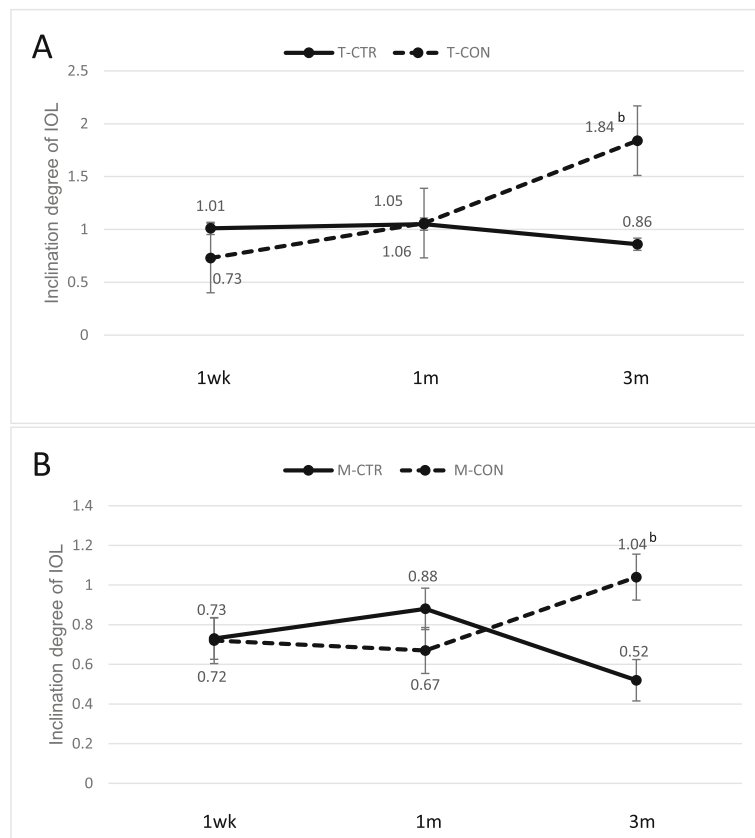 A
T-CTR T-CON
Inclination degree of IOL
2.5
2
1.5
1
0.5
0
1.01
0.73
1.05
1.06
1.84 b
0.86
1wk 1m 3m
B
M-CTR M-CON
Inclination degree of IOL
1.4
1.2
1
0.8
0.6
0.4
0.2
0
0.73
0.72
0.88
0.67
1.04 b
0.52
1wk 1m 3m